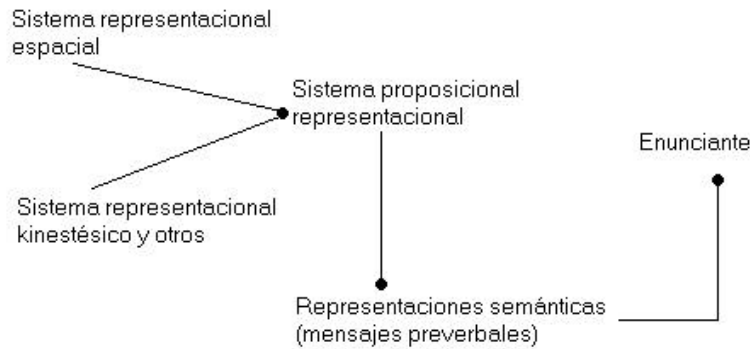 Sistema representacional
espacial
Sistema proposicional
representacional
Enunciante
Sistema representacional
kinestésico y otros
Representaciones semánticas
(mensajes preverbales)